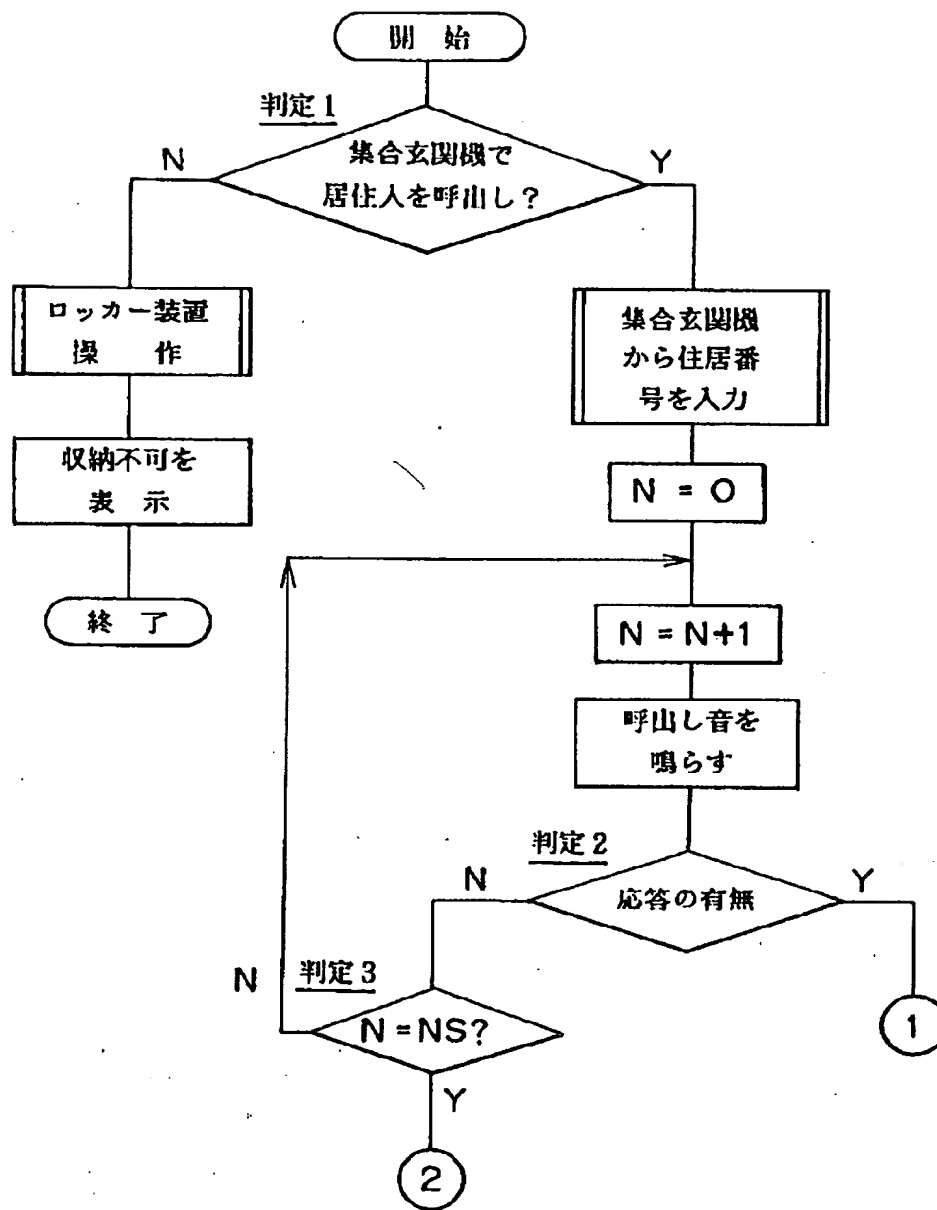 開 始
判定1
集合玄関機で
居住人を呼出し？
N
Y
ロッカー装置
操 作
収納不可を
表 示
終 了
集合玄関機
から住居番
号を入力
N = 0
N = N+1
呼出し音を
鳴らす
判定2
応答の有無
N
Y
1
判定3
N = NS?
N
Y
2